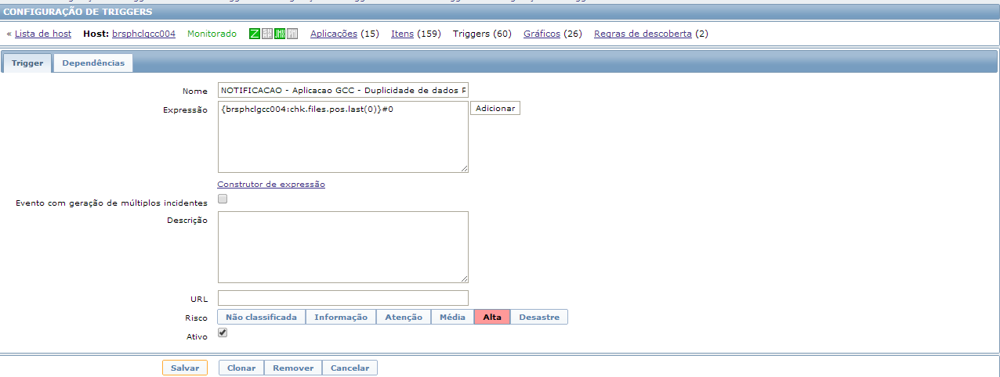 CONFIGURAÇÃO DE TRIGGERS
« Lista de host Host: brsphclgcc004 Monitorado Aplicações (15) Itens (159) Triggers (60) Gráficos (26) Regras de descoberta (2)
Trigger Dependências
Nome NOTIFICACAO - Aplicacao GCC - Duplicidade de dados
Expressão {brsphclgcc004:chk.files.pos.last(0)}#0 Adicionar
Construtor de expressão
Evento com geração de múltiplos incidentes
Descrição
URL
Risco Não classificada Informação Atenção Média Alta Desastre
Ativo
Salvar Clonar Remover Cancelar